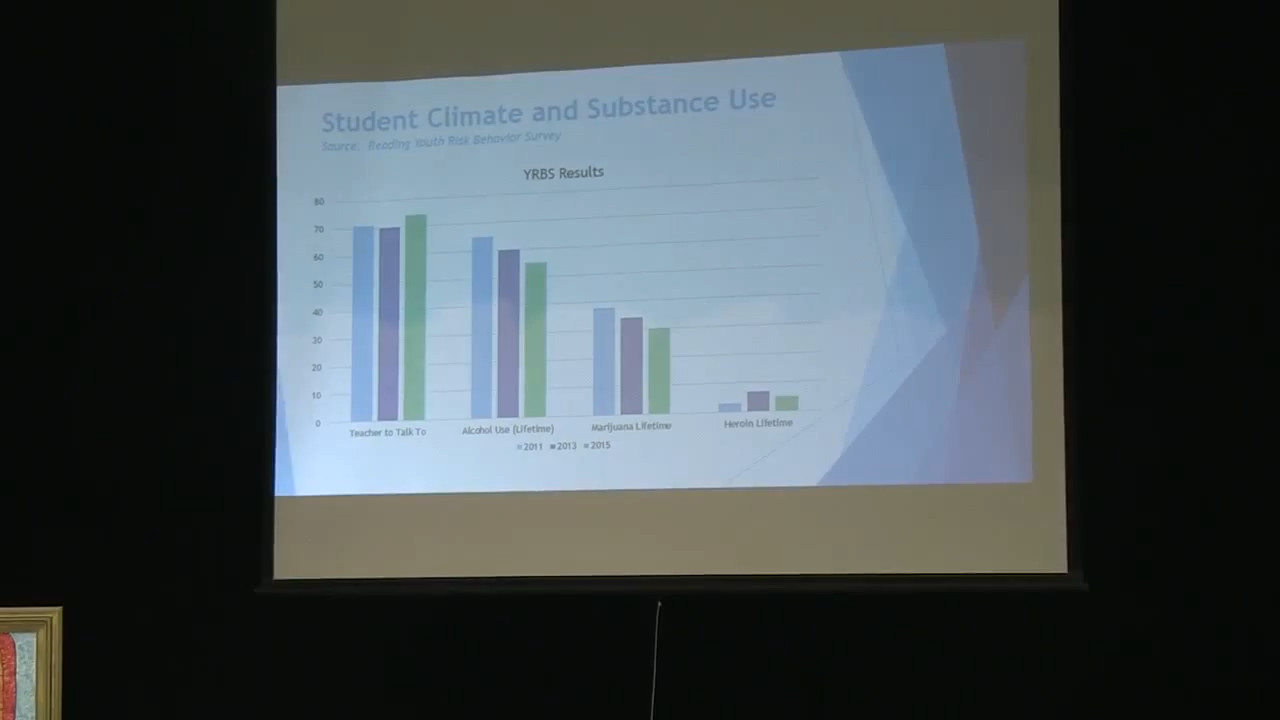 Student Climate and Substance Use
Source: Reading Youth Risk Behavior Survey
YRBS Results
80
70
60
50
40
30
20
10
0
Teacher to Talk To
Alcohol Use (Lifetime)
Marijuana Lifetime
Heroin Lifetime
2011 2013 2015